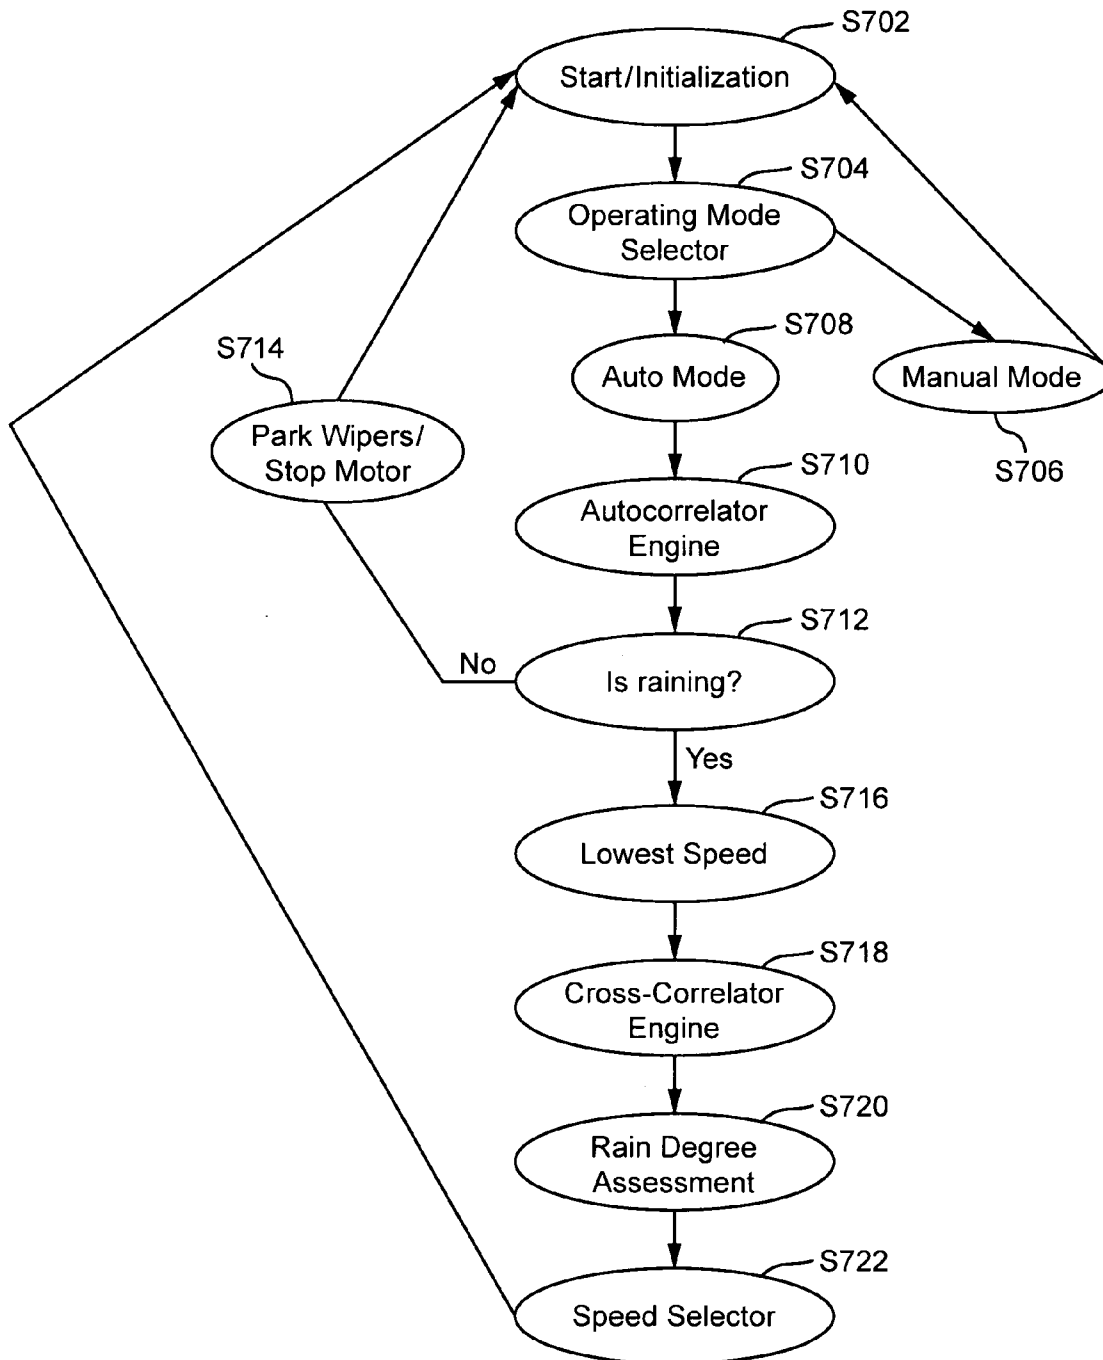 S702
Start/Initialization
S704
Operating Mode
Selector
S708
Auto Mode
Manual Mode
S706
S714
Park Wipers/
Stop Motor
S710
Autocorrelator
Engine
S712
Is raining?
No
Yes
S716
Lowest Speed
S718
Cross-Correlator
Engine
S720
Rain Degree
Assessment
S722
Speed Selector